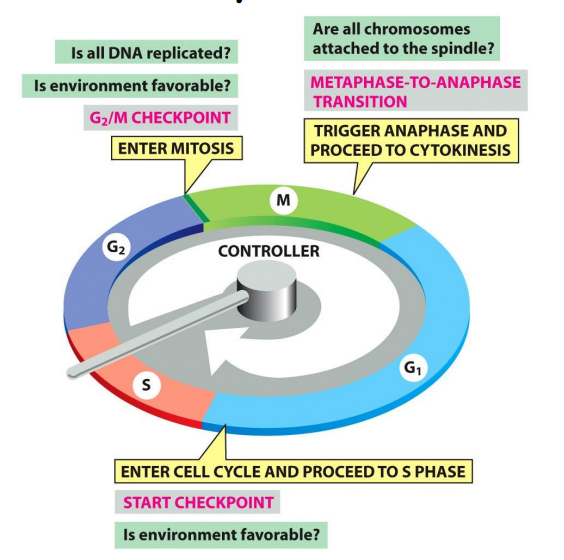 Is all DNA replicated?
Is environment favorable?
G₂/M CHECKPOINT
ENTER MITOSIS
Are all chromosomes
attached to the spindle?
METAPHASE-TO-ANAPHASE
TRANSITION
TRIGGER ANAPHASE AND
PROCEED TO CYTOKINESIS
M
G₂
CONTROLLER
G₁
S
ENTER CELL CYCLE AND PROCEED TO S PHASE
START CHECKPOINT
Is environment favorable?